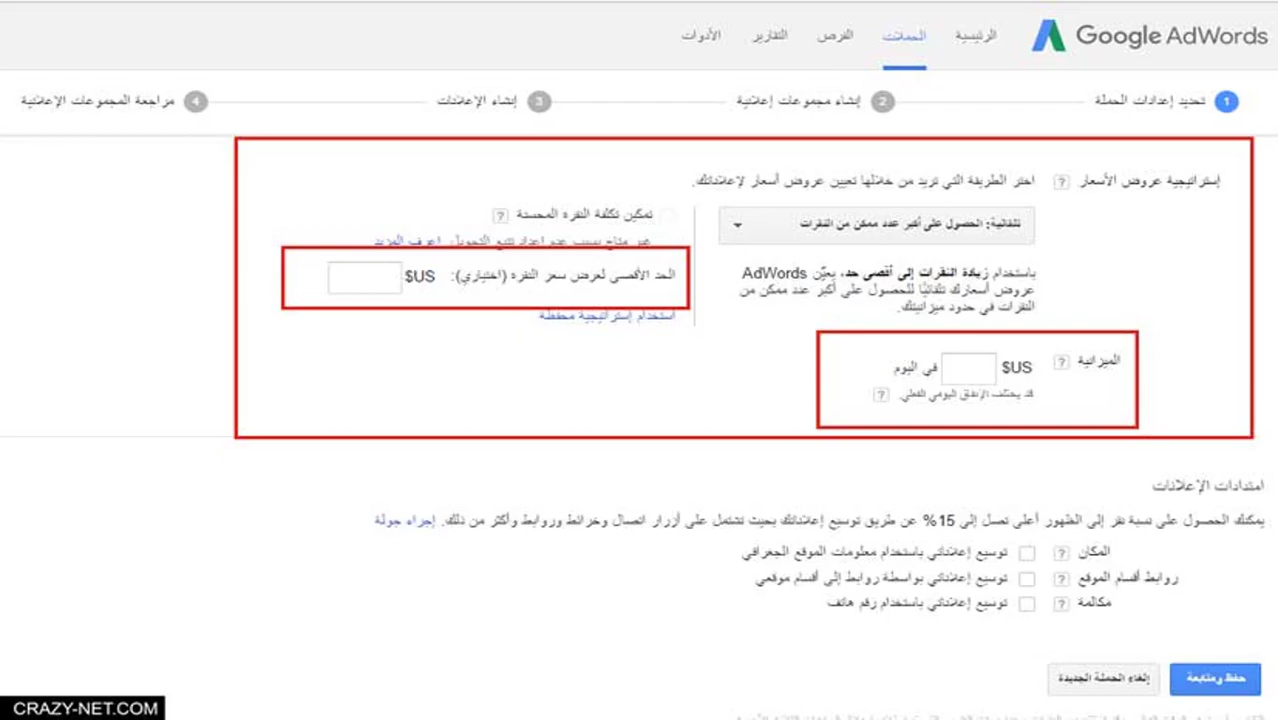 Google AdWords
الرئيسية الحملات الفرص التقارير الأدوات
1 تحديد إعدادات الحملة 2 إنشاء مجموعات إعلانية 3 إنشاء الإعلانات 4 مراجعة المجموعات الإعلانية
إستراتيجية عروض الأسعار ? اختر الطريقة التي تريد من خلالها تعيين عروض أسعار لإعلاناتك.
تلقائية: الحصول على أكبر عدد ممكن من النقرات
باستخدام زيادة النقرات إلى أقصى حد، يعيّن AdWords
عروض أسعارك تلقائيًا للحصول على أكبر عدد ممكن من
النقرات في حدود ميزانيتك.
تمكين تكلفة النقرة المحسنة ?
غير متاح بسبب عدم إعداد تتبع التحويل. اعرف المزيد
الحد الأقصى لعرض سعر النقرة (اختياري): US$
استخدام إستراتيجية محفظة
الميزانية ? US$ في اليوم
قد يختلف الإنفاق اليومي الفعلي. ?
امتدادات الإعلانات
يمكنك الحصول على نسبة نقر إلى الظهور أعلى تصل إلى 15% عن طريق توسيع إعلاناتك بحيث تشتمل على أزرار اتصال وخرائط وروابط وأكثر من ذلك. إجراء جولة
المكان ? توسيع إعلاناتي باستخدام معلومات الموقع الجغرافي
روابط أقسام الموقع ? توسيع إعلاناتي بواسطة روابط إلى أقسام موقعي
مكالمة ? توسيع إعلاناتي باستخدام رقم هاتف
حفظ ومتابعة إلغاء الحملة الجديدة
CRAZY-NET.COM